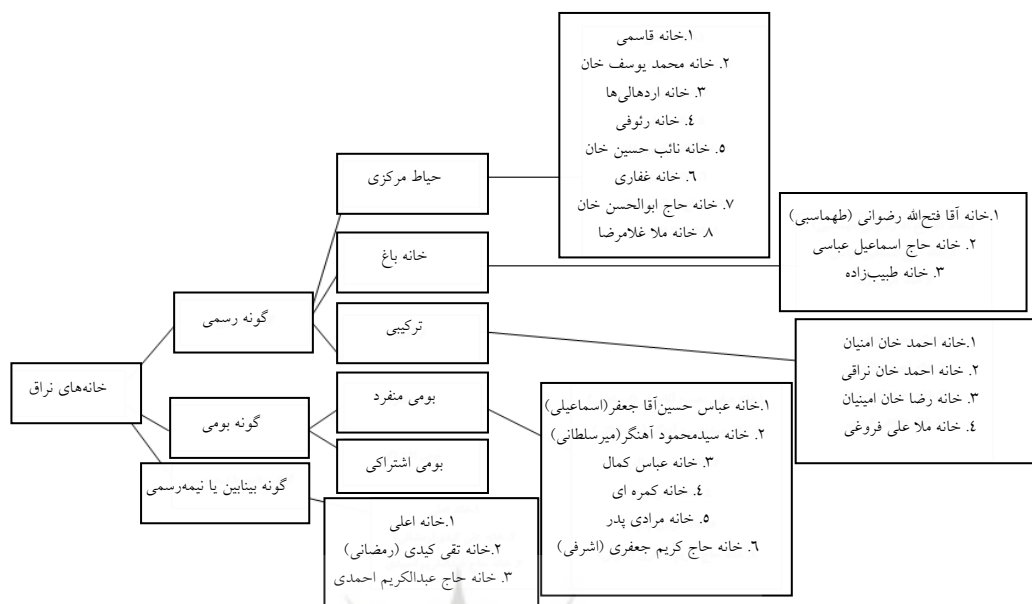 خانه‌های نراق
گونه رسمی
گونه بومی
گونه بینابین یا نیمه‌رسمی
حیاط مرکزی
خانه باغ
ترکیبی
بومی منفرد
بومی اشتراکی
۱.خانه قاسمی
۲. خانه محمد یوسف خان
۳. خانه اردهالی‌ها
٤. خانه رئوفی
٥. خانه نائب حسین خان
٦. خانه غفاری
۷. خانه حاج ابوالحسن خان
۸. خانه ملا غلامرضا
۱.خانه آقا فتح‌الله رضوانی (طهماسبی)
۲. خانه حاج اسماعیل عباسی
۳. خانه طبیب‌زاده
۱.خانه احمد خان امنیان
۲. خانه احمد خان نراقی
۳. خانه رضا خان امینیان
٤. خانه ملا علی فروغی
۱.خانه عباس حسین‌آقا جعفر(اسماعیلی)
۲. خانه سیدمحمود آهنگر(میرسلطانی)
۳. خانه عباس کمال
٤. خانه کمره ای
٥. خانه مرادی پدر
٦. خانه حاج کریم جعفری (اشرفی)
۱.خانه اعلی
۲.خانه تقی کیدی (رمضانی)
۳. خانه حاج عبدالکریم احمدی